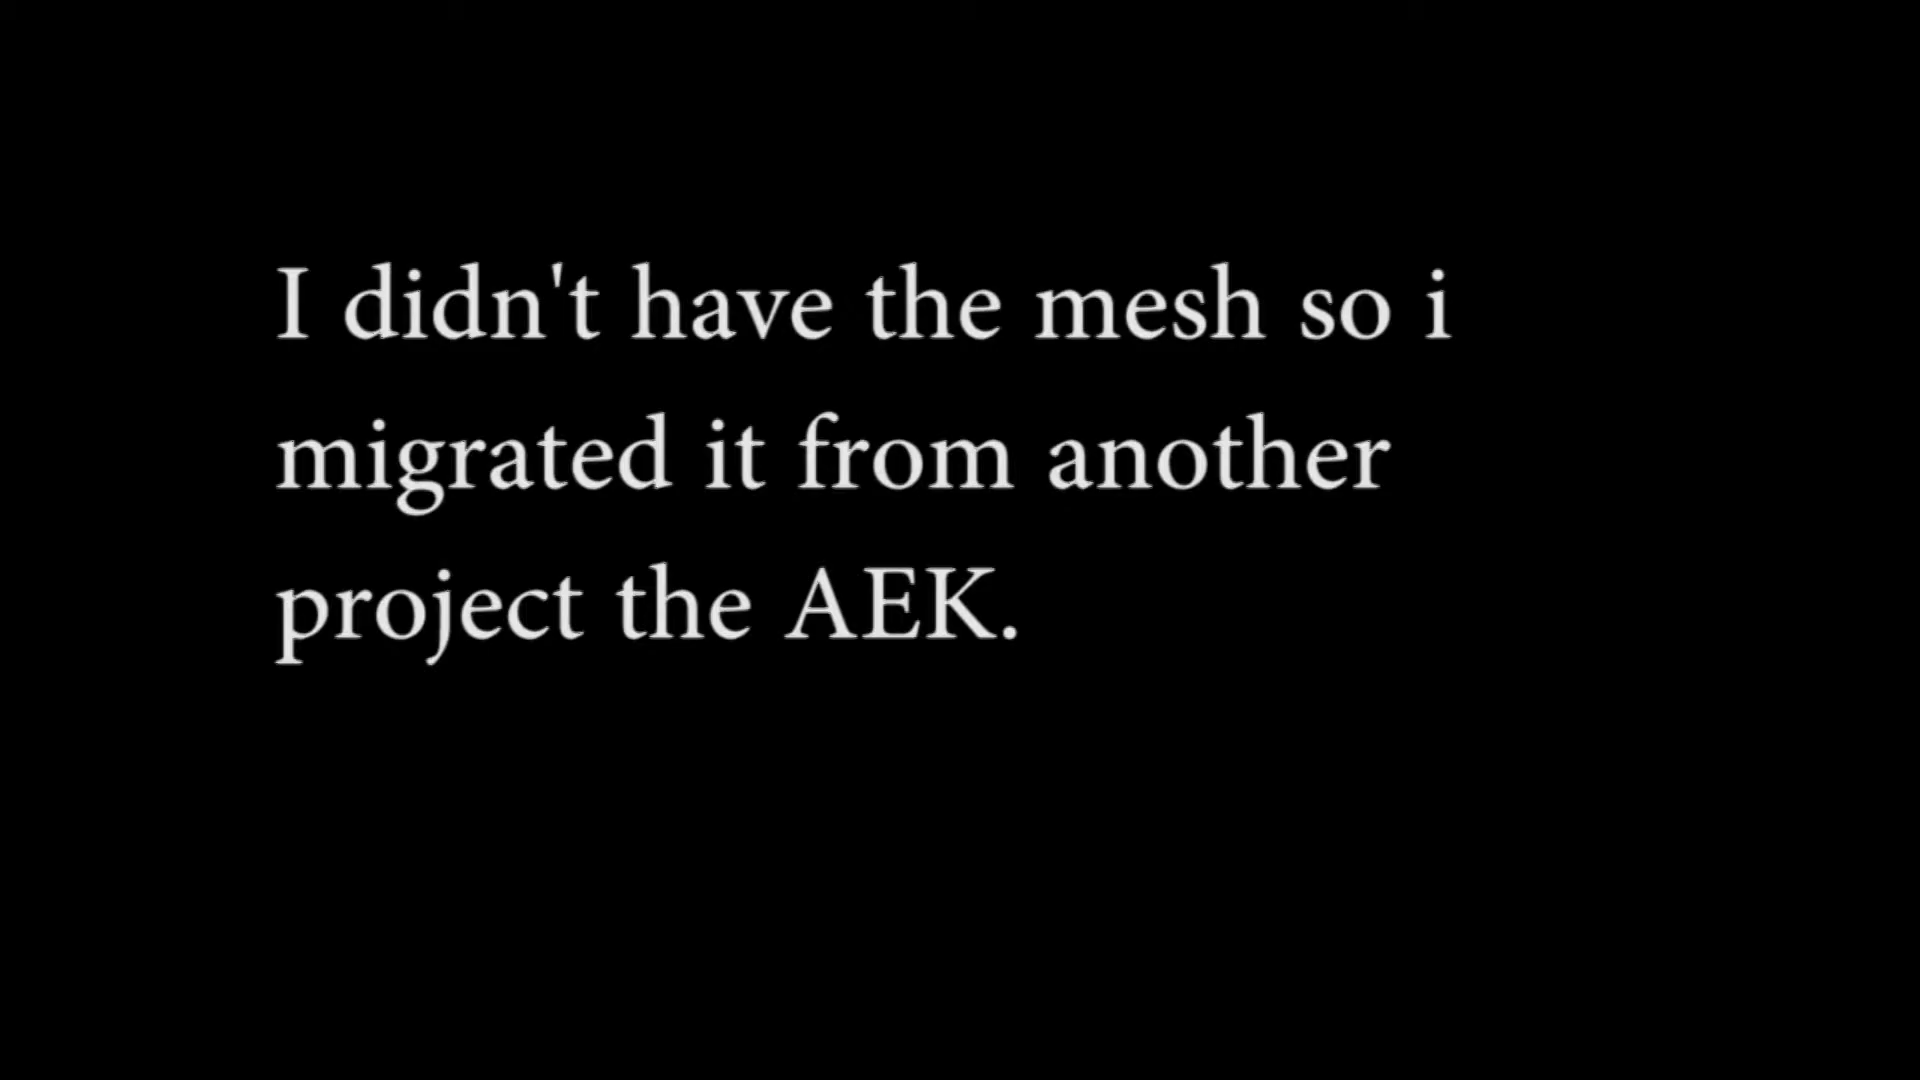 I didn't have the mesh so i
migrated it from another
project the AEK.